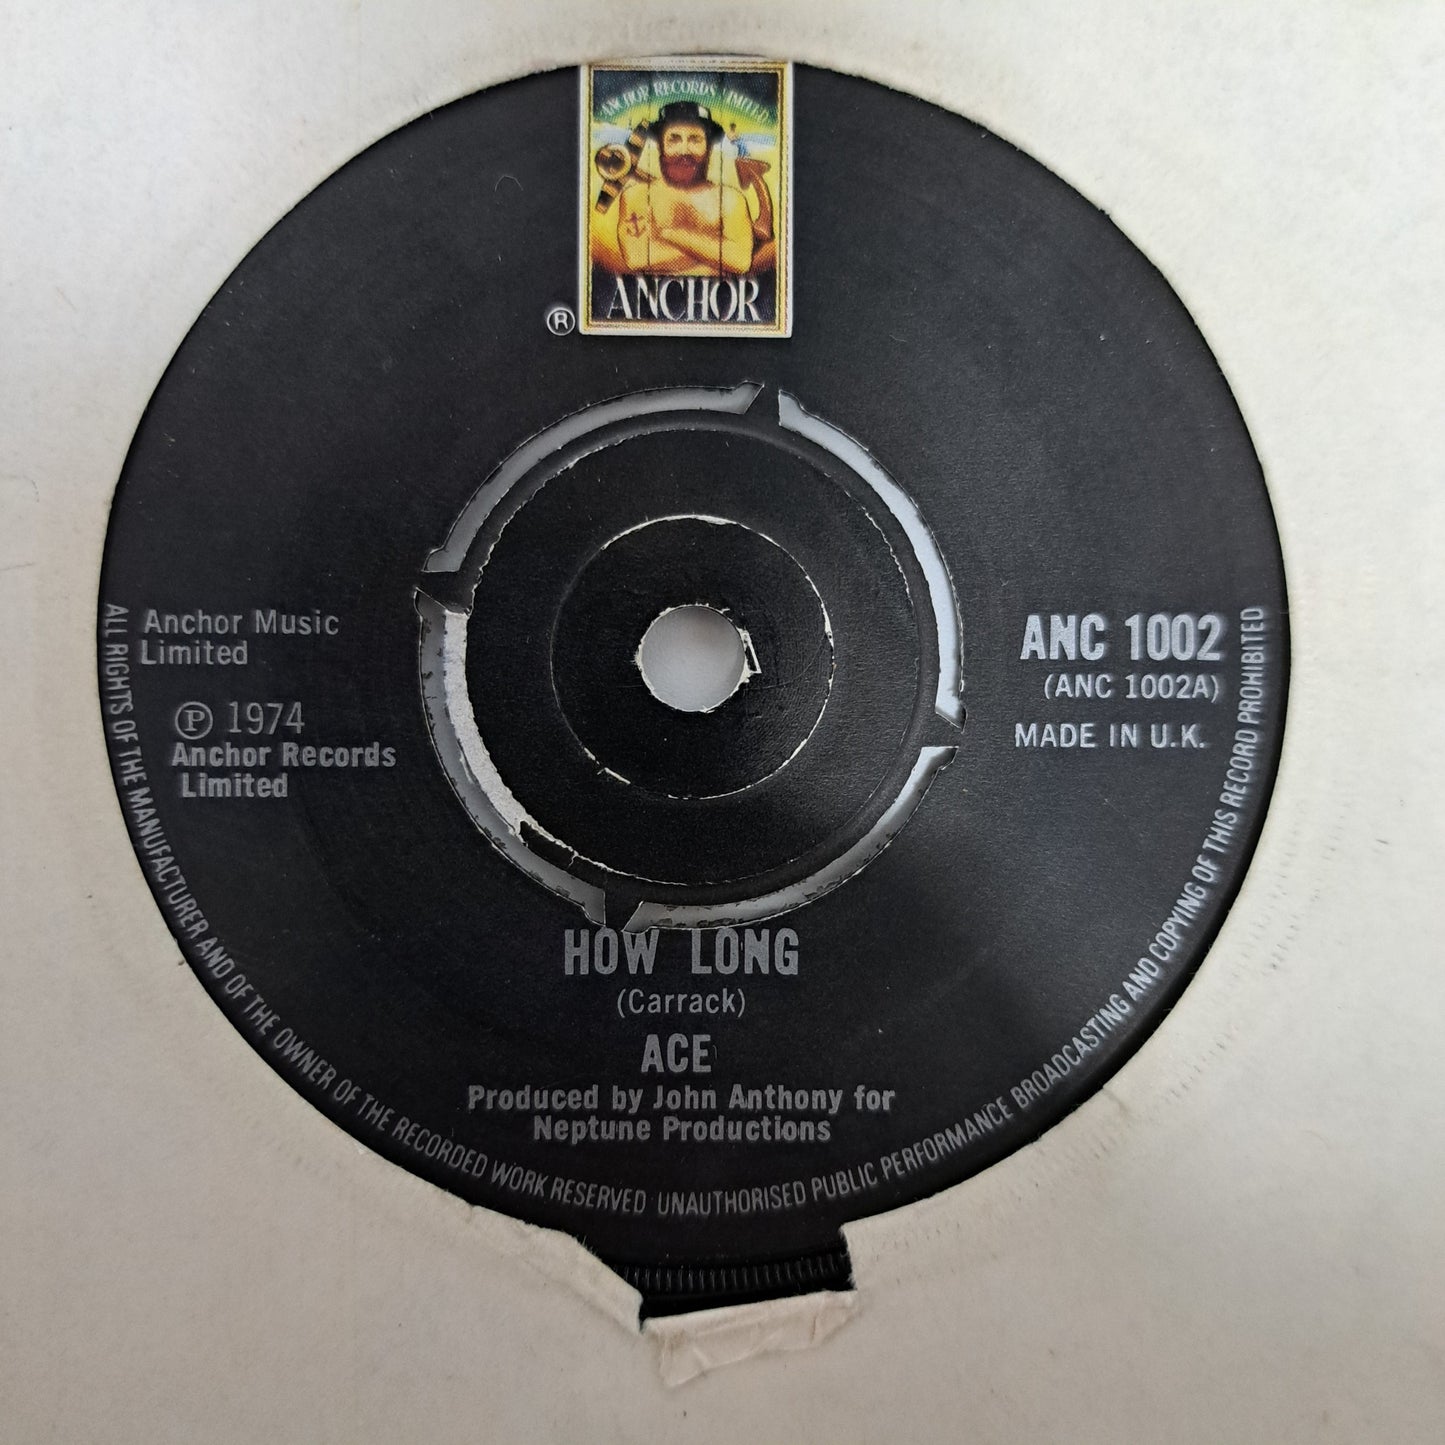 ANCHOR RECORDS LIMITED
ANCHOR
®
Anchor Music
Limited
℗ 1974
Anchor Records
Limited
ANC 1002
(ANC 1002A)
MADE IN U.K.
HOW LONG
(Carrack)
ACE
Produced by John Anthony for
Neptune Productions
ALL RIGHTS OF THE MANUFACTURER AND OF THE OWNER OF THE RECORDED WORK RESERVED UNAUTHORISED PUBLIC PERFORMANCE BROADCASTING AND COPYING OF THIS RECORD PROHIBITED